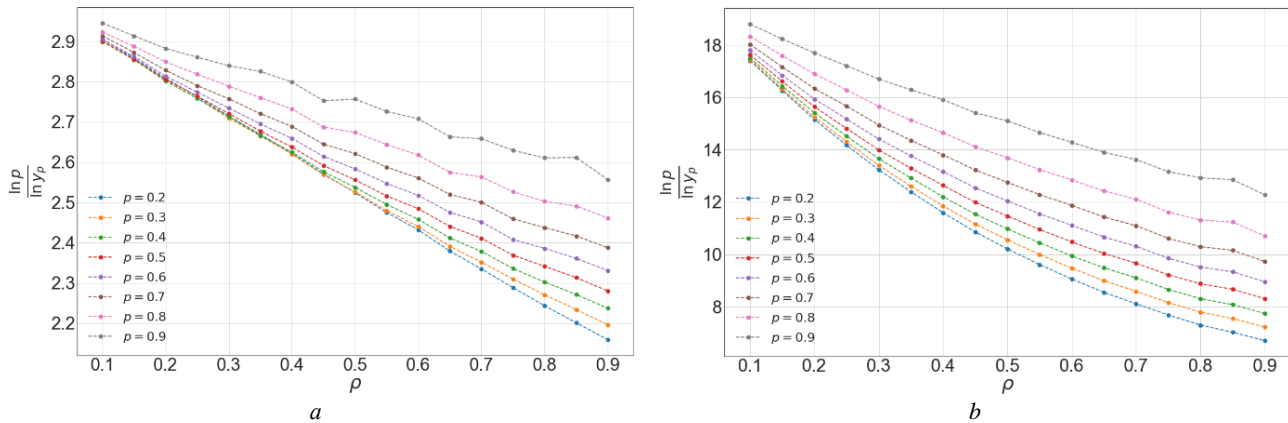 2.9
2.8
2.7
2.6
2.5
2.4
2.3
2.2
ln p
ln y_p
p = 0.2
p = 0.3
p = 0.4
p = 0.5
p = 0.6
p = 0.7
p = 0.8
p = 0.9
0.1 0.2 0.3 0.4 0.5 0.6 0.7 0.8 0.9
ρ
a
18
16
14
12
10
8
ln p
ln y_p
p = 0.2
p = 0.3
p = 0.4
p = 0.5
p = 0.6
p = 0.7
p = 0.8
p = 0.9
0.1 0.2 0.3 0.4 0.5 0.6 0.7 0.8 0.9
ρ
b